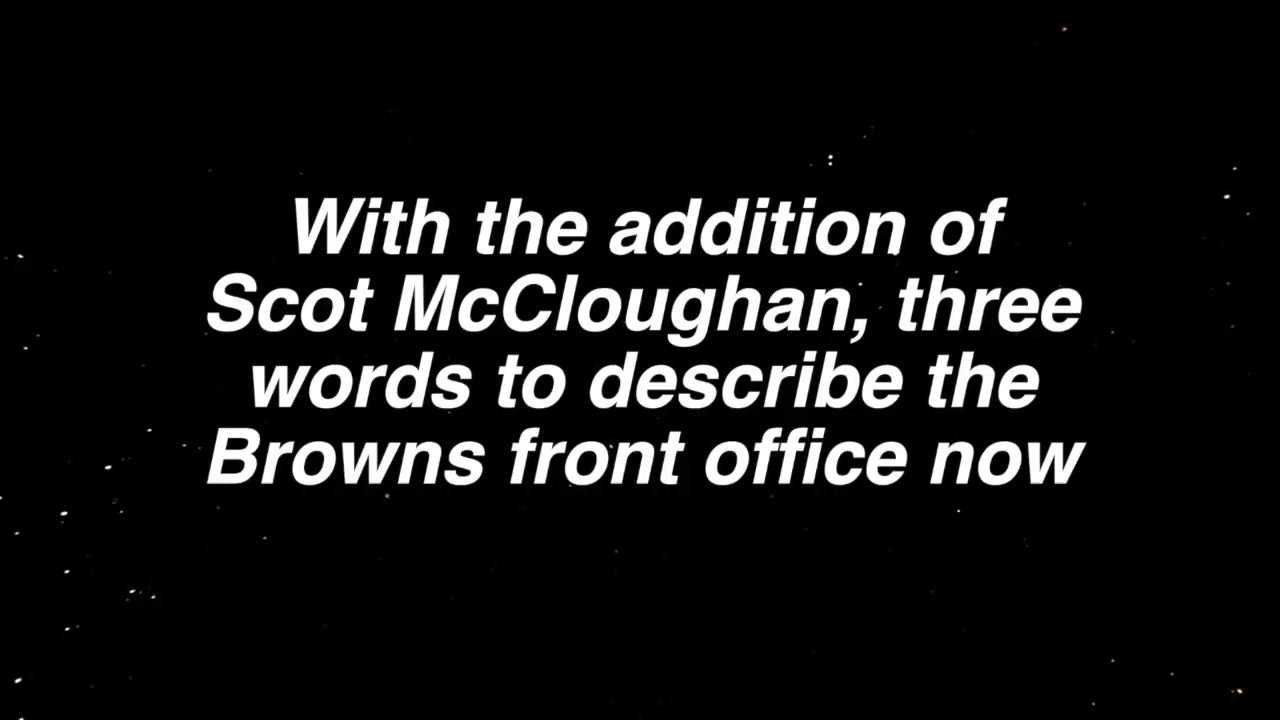 With the addition of
Scot McCloughan, three
words to describe the
Browns front office now